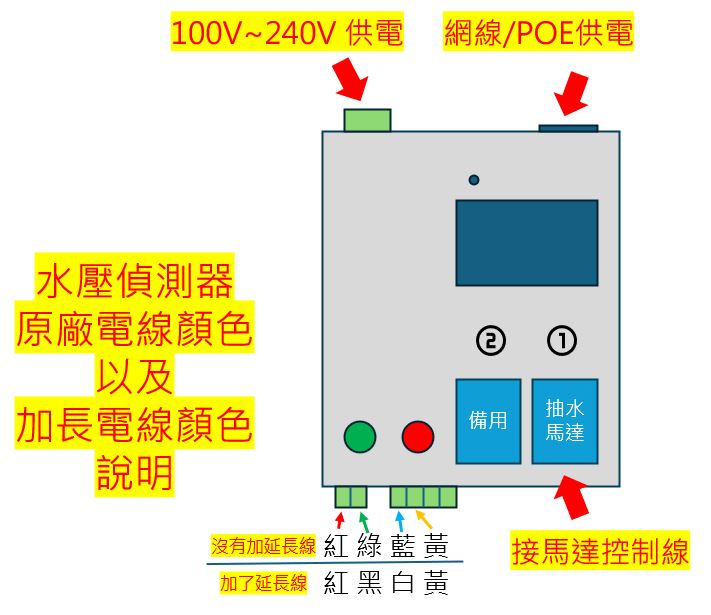 100V~240V 供電
網線/POE供電
水壓偵測器
原廠電線顏色
以及
加長電線顏色
說明
2
1
備用
抽水
馬達
沒有加延長線 紅 綠 藍 黃
加了延長線 紅 黑 白 黃
接馬達控制線